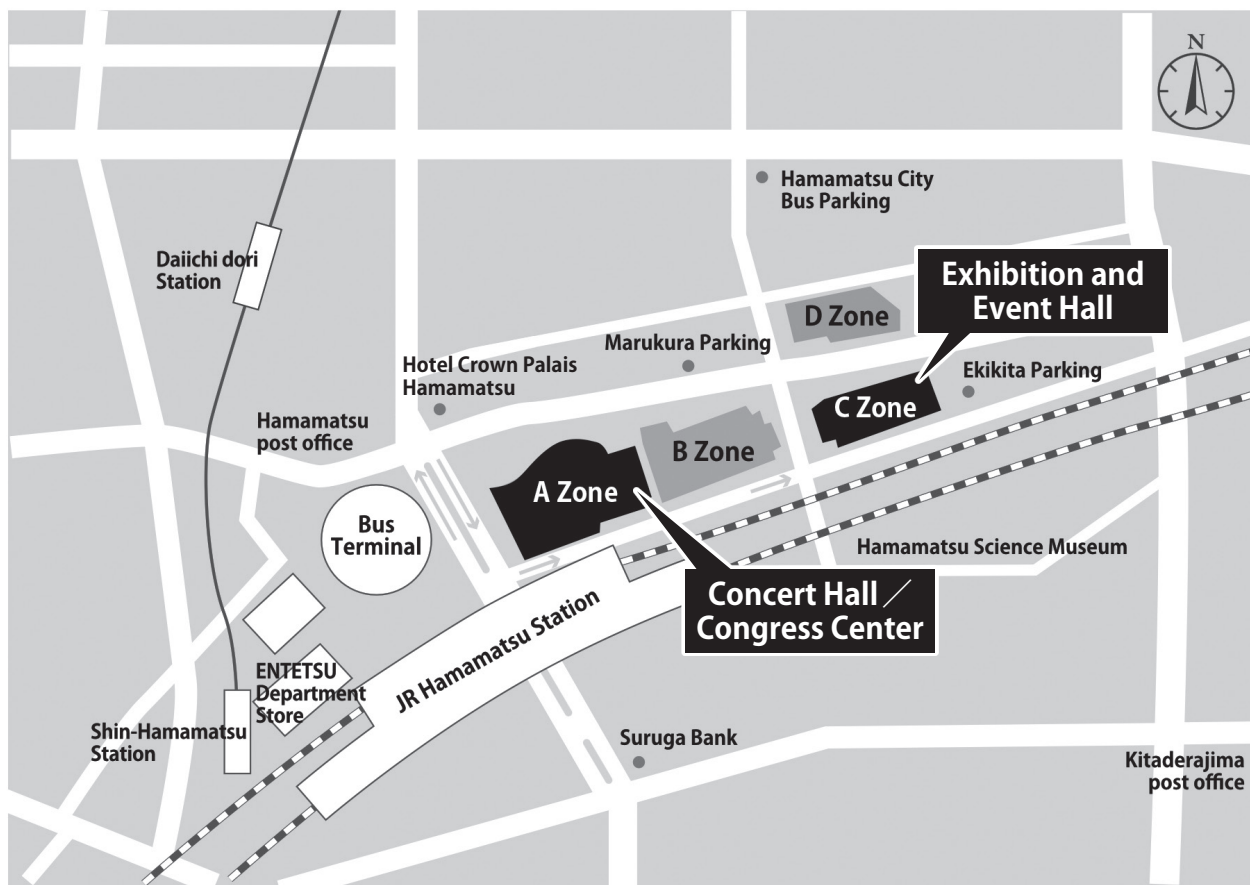 N
Hamamatsu City
Bus Parking
Daiichi dori
Station
Exhibition and
Event Hall
D Zone
Marukura Parking
Hotel Crown Palais
Hamamatsu
Ekikita Parking
C Zone
Hamamatsu
post office
B Zone
A Zone
Bus
Terminal
Hamamatsu Science Museum
Concert Hall／
Congress Center
JR Hamamatsu Station
ENTETSU
Department
Store
Shin-Hamamatsu
Station
Suruga Bank
Kitaderajima
post office